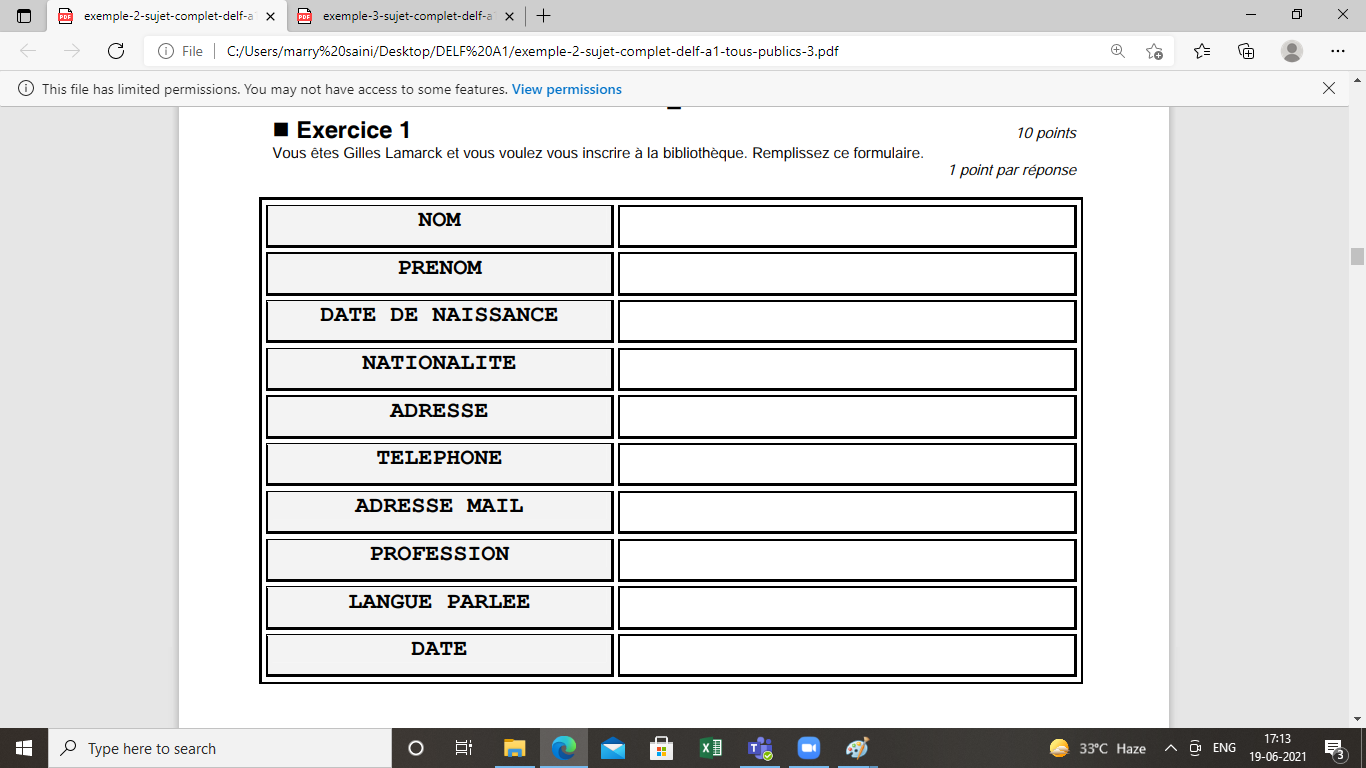 exemple-2-sujet-complet-delf-a1
exemple-3-sujet-complet-delf-a
File
C:/Users/marry%20saini/Desktop/DELF%20A1/exemple-2-sujet-complet-delf-a1-tous-publics-3.pdf
This file has limited permissions. You may not have access to some features. View permissions
■ Exercice 1
10 points
Vous êtes Gilles Lamarck et vous voulez vous inscrire à la bibliothèque. Remplissez ce formulaire.
1 point par réponse
NOM
PRENOM
DATE DE NAISSANCE
NATIONALITE
ADRESSE
TELEPHONE
ADRESSE MAIL
PROFESSION
LANGUE PARLEE
DATE
Type here to search
33°C Haze
ENG
17:13
19-06-2021
3